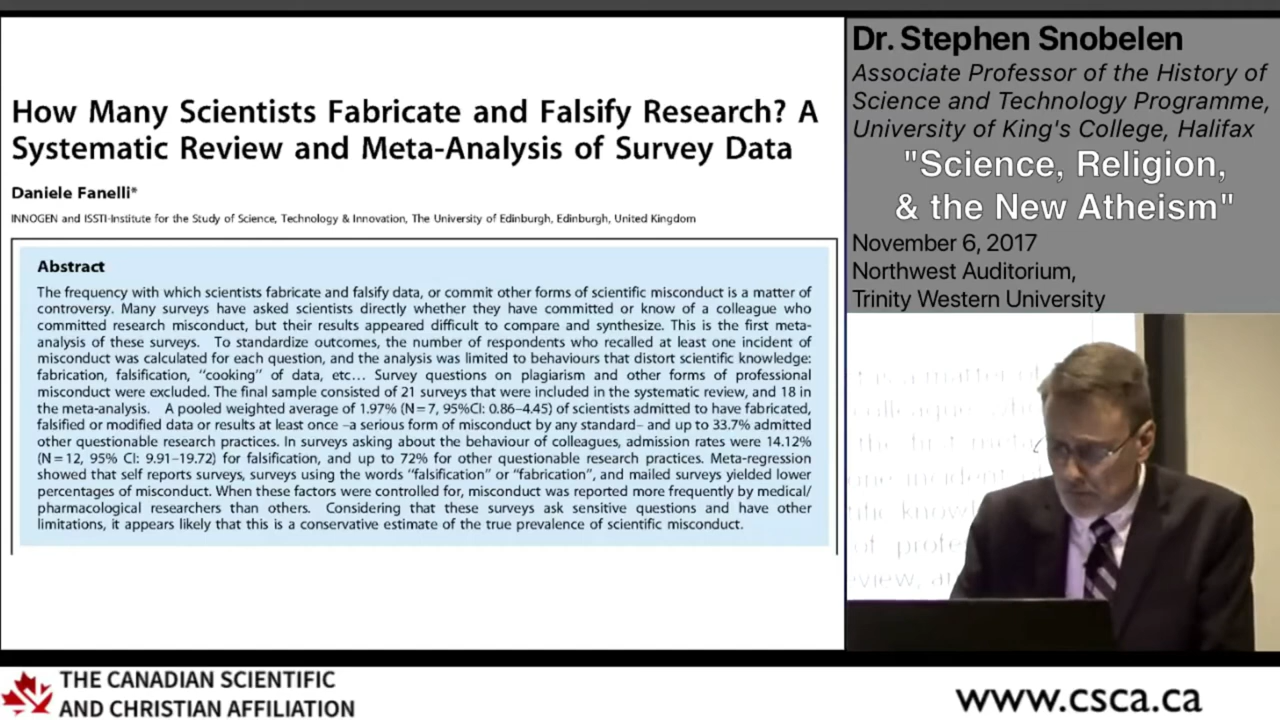 How Many Scientists Fabricate and Falsify Research? A
Systematic Review and Meta-Analysis of Survey Data
Daniele Fanelli*
INNOGEN and ISSTI-Institute for the Study of Science, Technology & Innovation, The University of Edinburgh, Edinburgh, United Kingdom
Abstract
The frequency with which scientists fabricate and falsify data, or commit other forms of scientific misconduct is a matter of
controversy. Many surveys have asked scientists directly whether they have committed or know of a colleague who
committed research misconduct, but their results appeared difficult to compare and synthesize. This is the first meta-
analysis of these surveys. To standardize outcomes, the number of respondents who recalled at least one incident of
misconduct was calculated for each question, and the analysis was limited to behaviours that distort scientific knowledge:
fabrication, falsification, “cooking” of data, etc... Survey questions on plagiarism and other forms of professional
misconduct were excluded. The final sample consisted of 21 surveys that were included in the systematic review, and 18 in
the meta-analysis. A pooled weighted average of 1.97% (N=7, 95%CI: 0.86–4.45) of scientists admitted to have fabricated,
falsified or modified data or results at least once –a serious form of misconduct by any standard– and up to 33.7% admitted
other questionable research practices. In surveys asking about the behaviour of colleagues, admission rates were 14.12%
(N=12, 95% CI: 9.91–19.72) for falsification, and up to 72% for other questionable research practices. Meta-regression
showed that self reports surveys, surveys using the words “falsification” or “fabrication”, and mailed surveys yielded lower
percentages of misconduct. When these factors were controlled for, misconduct was reported more frequently by medical/
pharmacological researchers than others. Considering that these surveys ask sensitive questions and have other
limitations, it appears likely that this is a conservative estimate of the true prevalence of scientific misconduct.
Dr. Stephen Snobelen
Associate Professor of the History of
Science and Technology Programme,
University of King's College, Halifax
"Science, Religion,
& the New Atheism"
November 6, 2017
Northwest Auditorium,
Trinity Western University
t is a matter of
the first
one incident
THE CANADIAN SCIENTIFIC
AND CHRISTIAN AFFILIATION
www.csca.ca